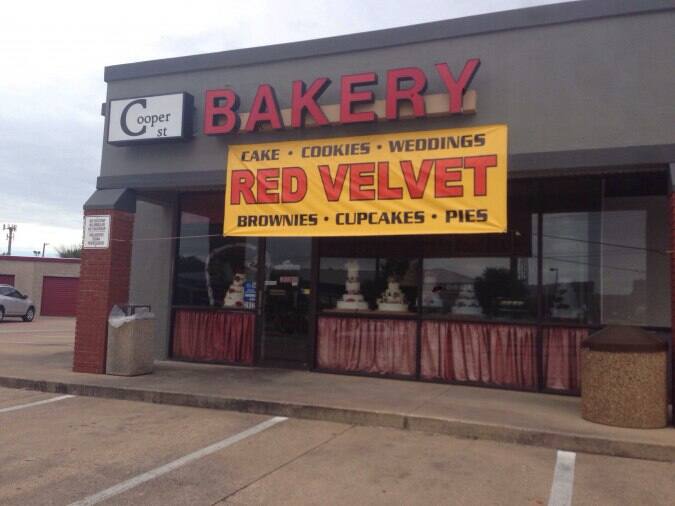 Cooper
st
BAKERY
CAKE • COOKIES • WEDDINGS
RED VELVET
BROWNIES • CUPCAKES • PIES